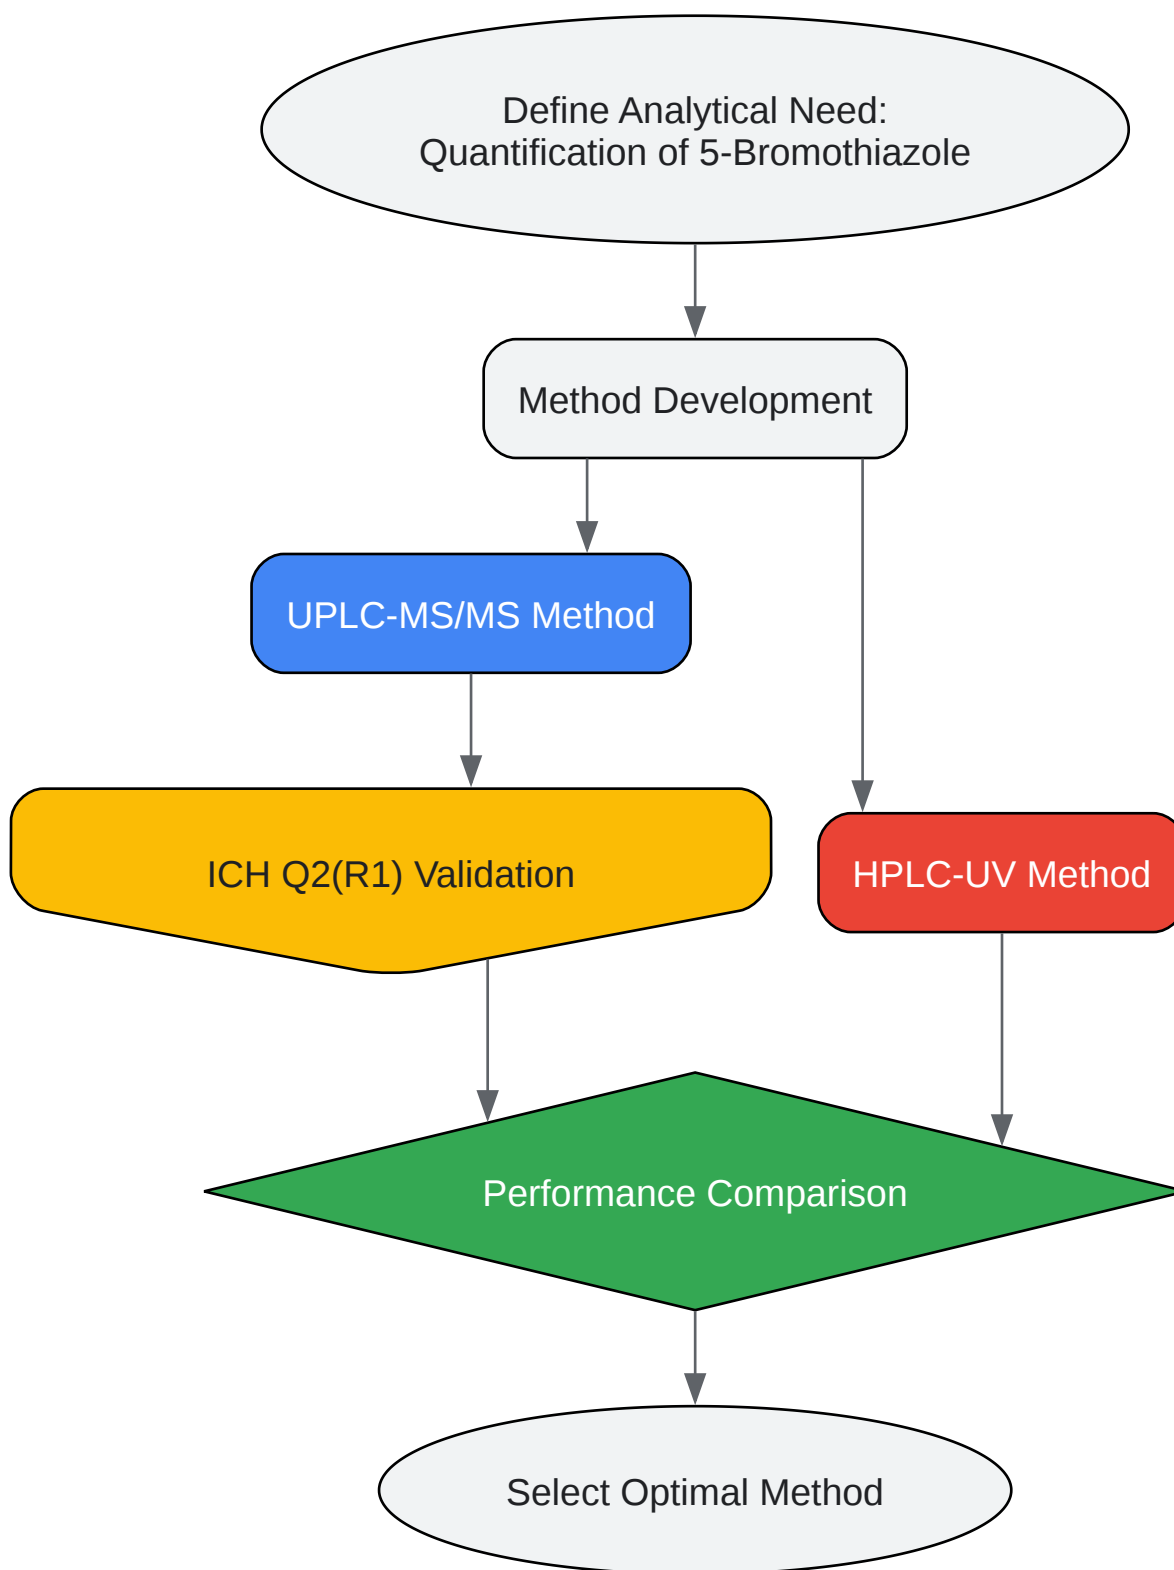 Define Analytical Need:
Quantification of 5-Bromothiazole
Method Development
UPLC-MS/MS Method
ICH Q2(R1) Validation
HPLC-UV Method
Performance Comparison
Select Optimal Method